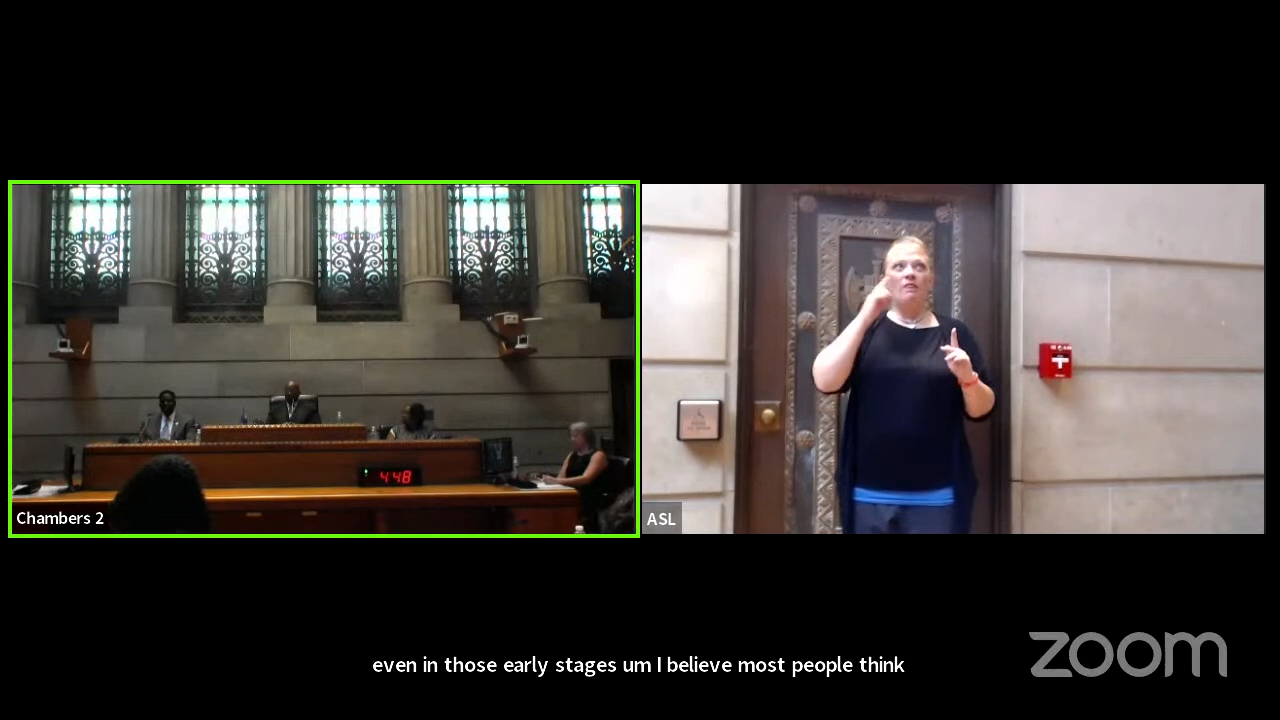 4:48
Chambers 2
ASL
even in those early stages um I believe most people think
zoom